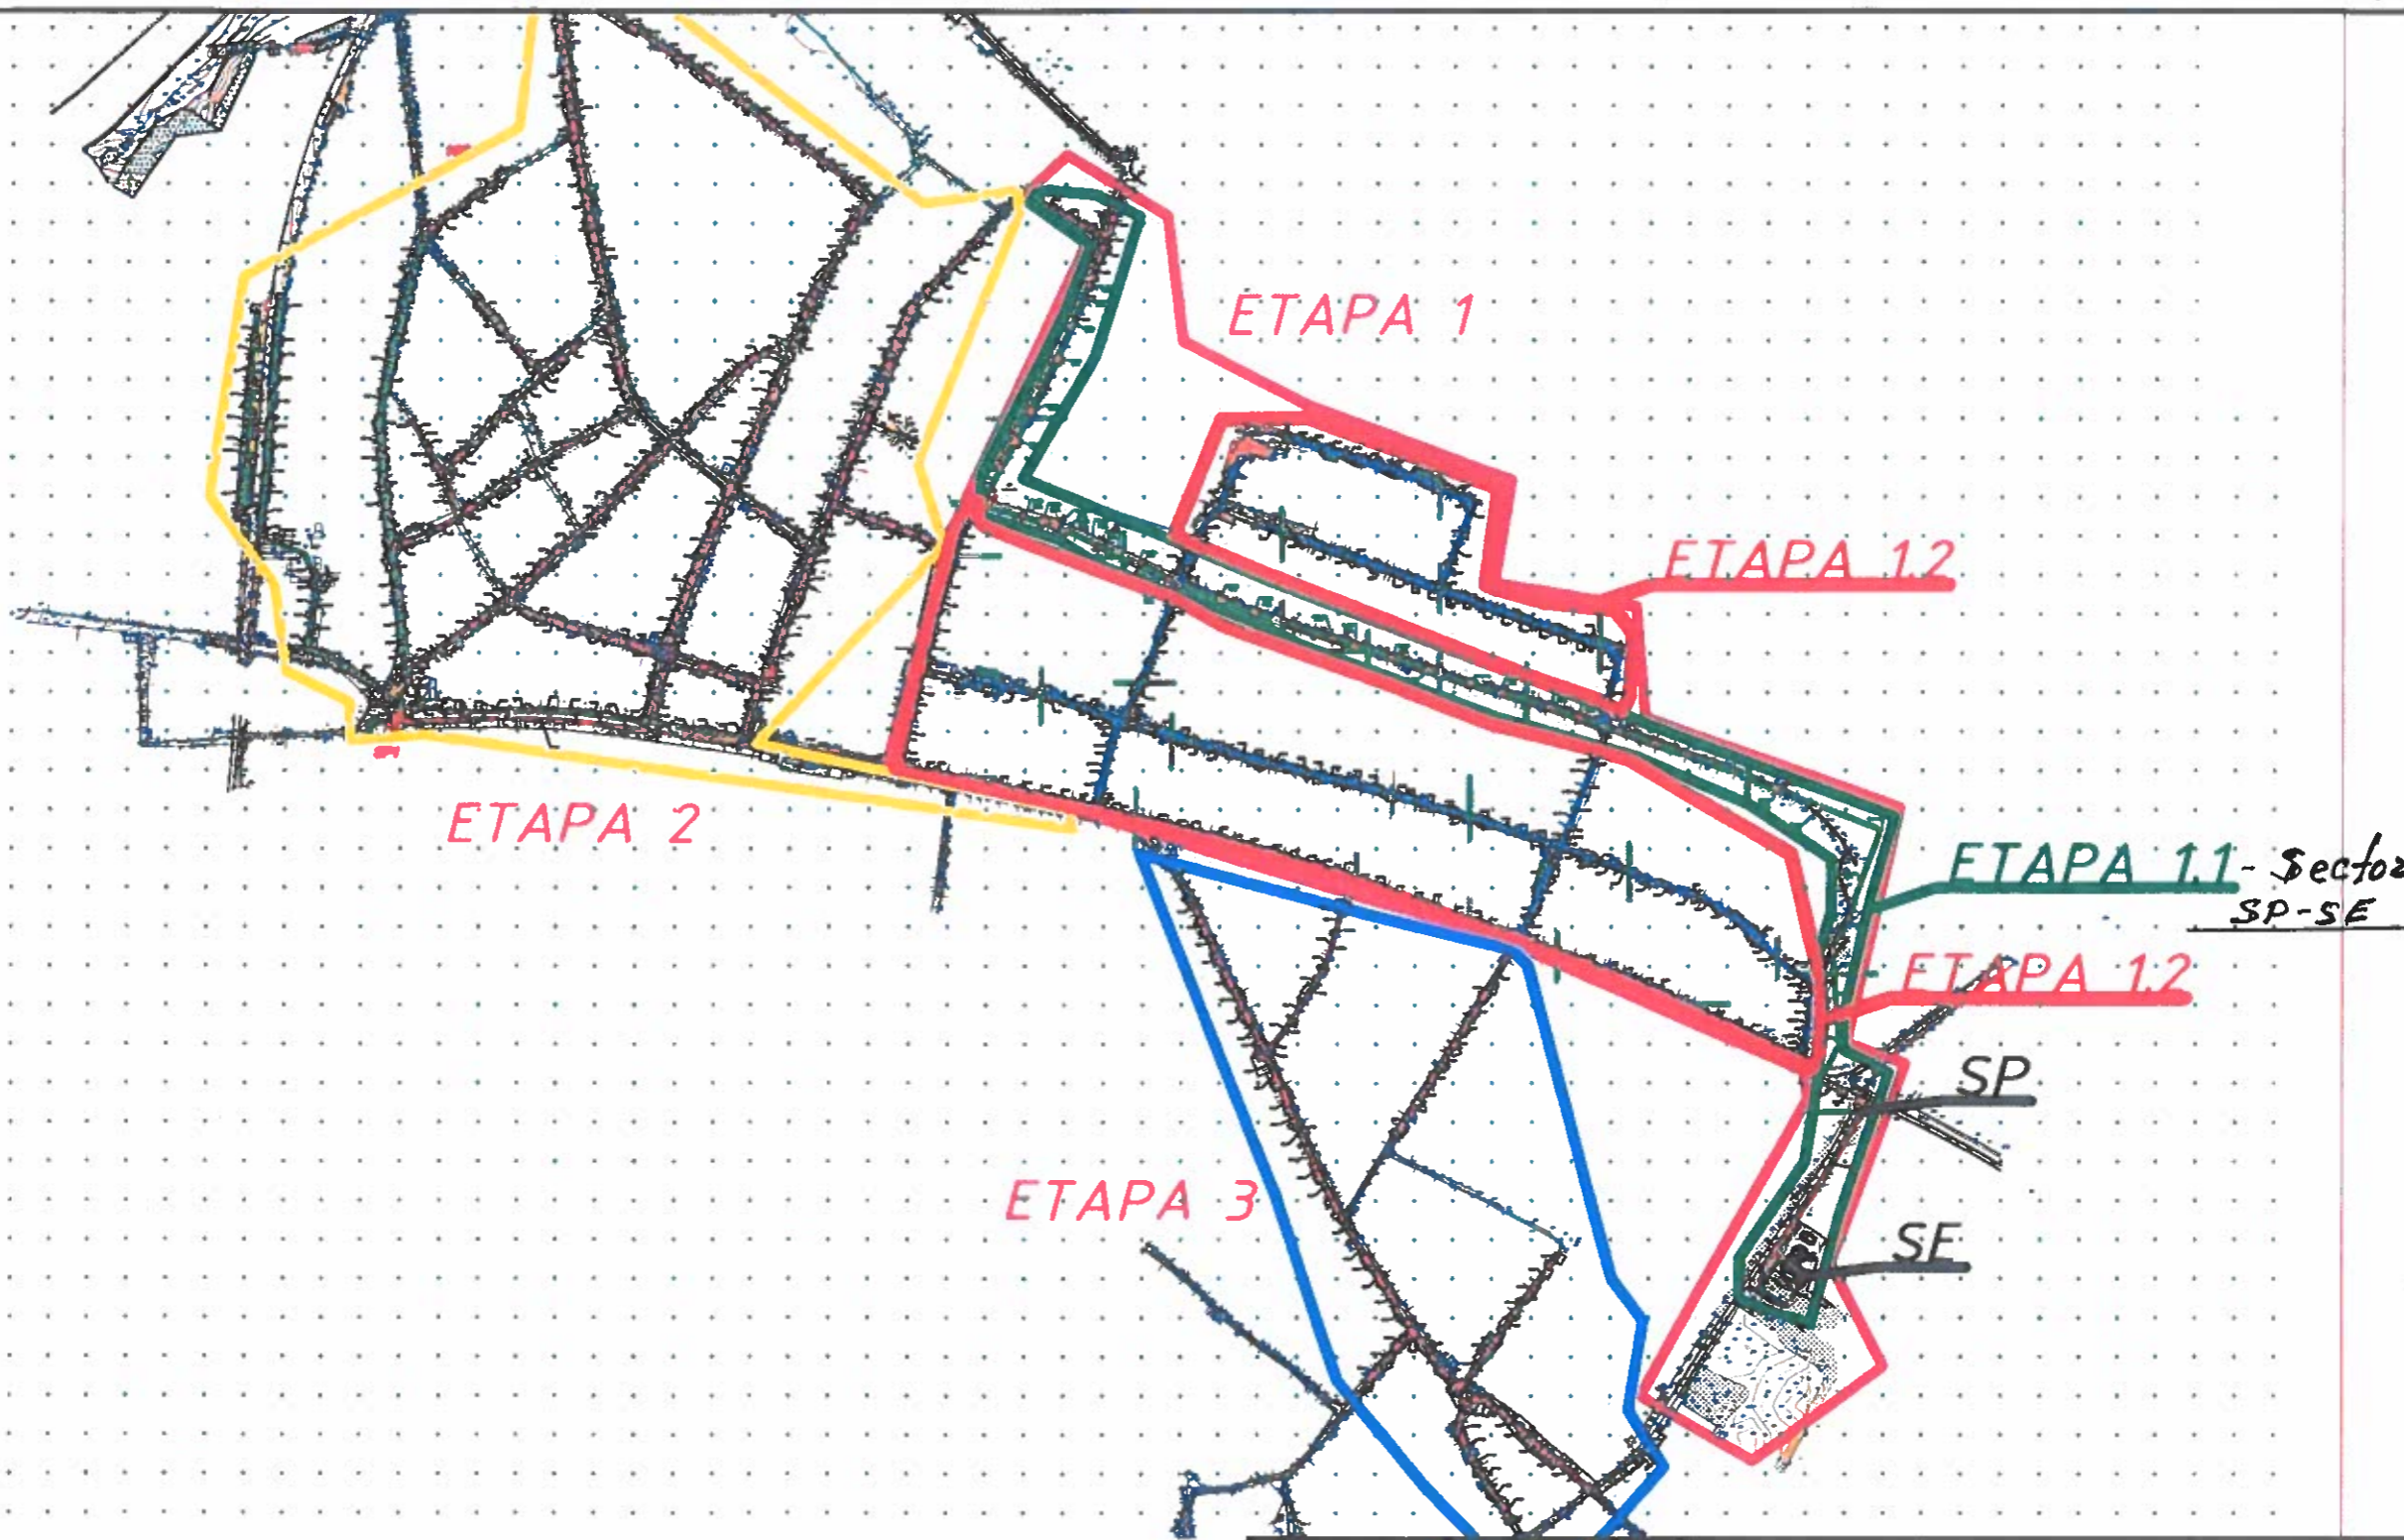 ETAPA 1
ETAPA 1.2
ETAPA 2
ETAPA 1.1 - Sector
SP-SE
ETAPA 1.2
SP
ETAPA 3
SE